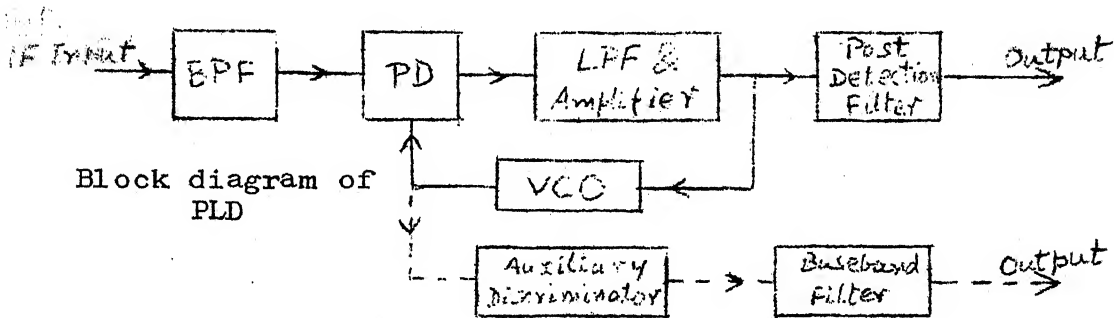 IF Input
BPF
PD
LPF &
Amplifier
Post
Detection
Filter
Output
Block diagram of
PLD
VCO
Auxiliary
Discriminator
Baseband
Filter
Output